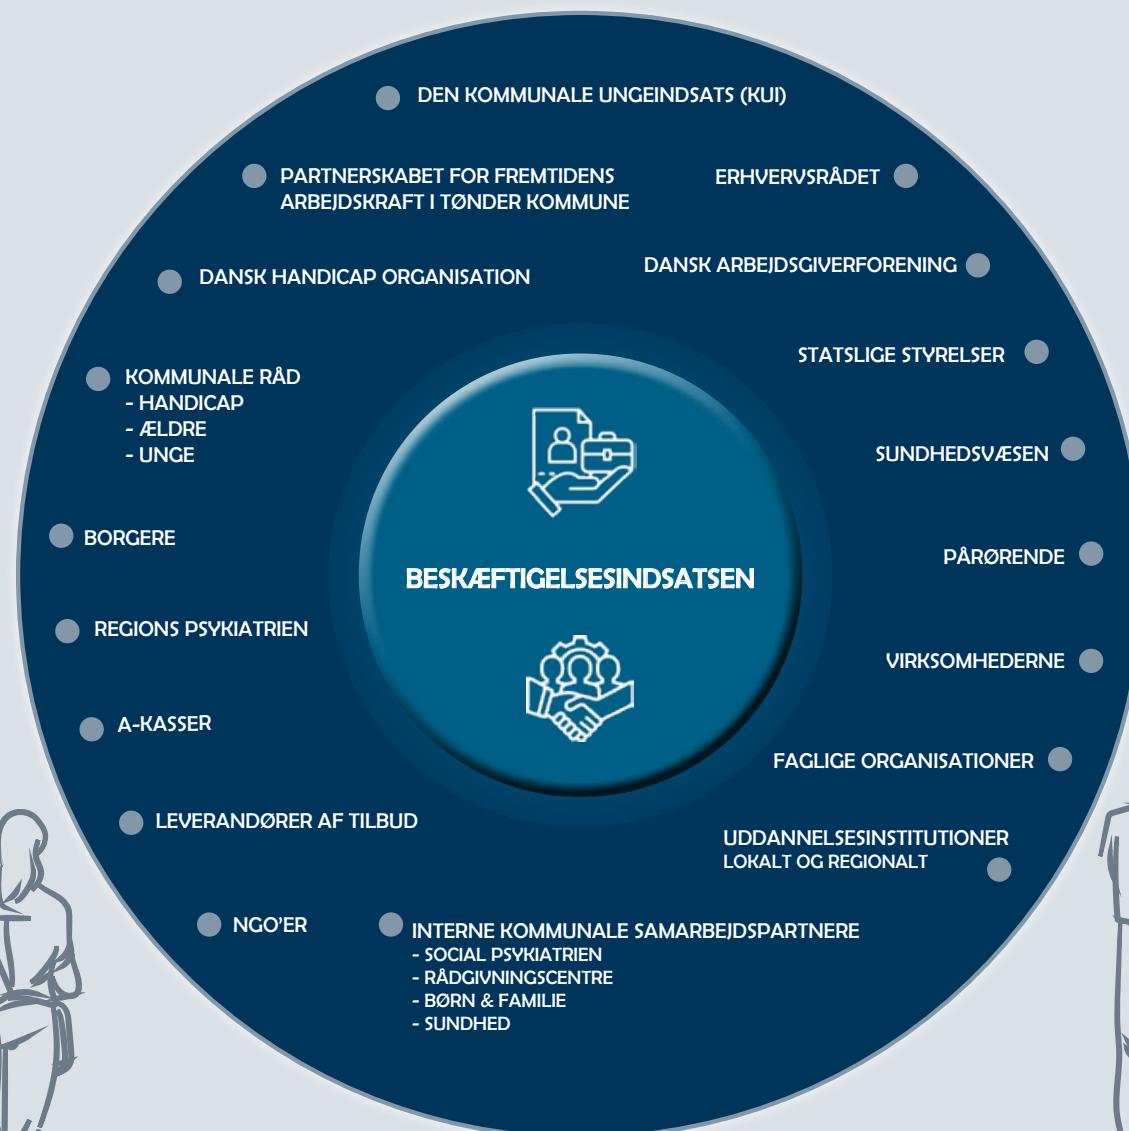 DEN KOMMUNALE UNGEINDSATS (KUI)
PARTNERSKABET FOR FREMTIDENS
ARBEJDSKRAFT I TØNDER KOMMUNE
ERHVERVSRÅDET
DANSK HANDICAP ORGANISATION
DANSK ARBEJDSGIVERFORENING
STATSLIGE STYRELSER
KOMMUNALE RÅD
- HANDICAP
- ÆLDRE
- UNGE
SUNDHEDSVÆSEN
BORGERE
PÅRØRENDE
BESKÆFTIGELSESINDSATSEN
REGIONS PSYKIATRIEN
VIRKSOMHEDERNE
A-KASSER
FAGLIGE ORGANISATIONER
LEVERANDØRER AF TILBUD
UDDANNELSESINSTITUTIONER
LOKALT OG REGIONALT
NGO'ER
INTERNE KOMMUNALE SAMARBEJDSPARTNERE
- SOCIAL PSYKIATRIEN
- RÅDGIVNINGSCENTRE
- BØRN & FAMILIE
- SUNDHED